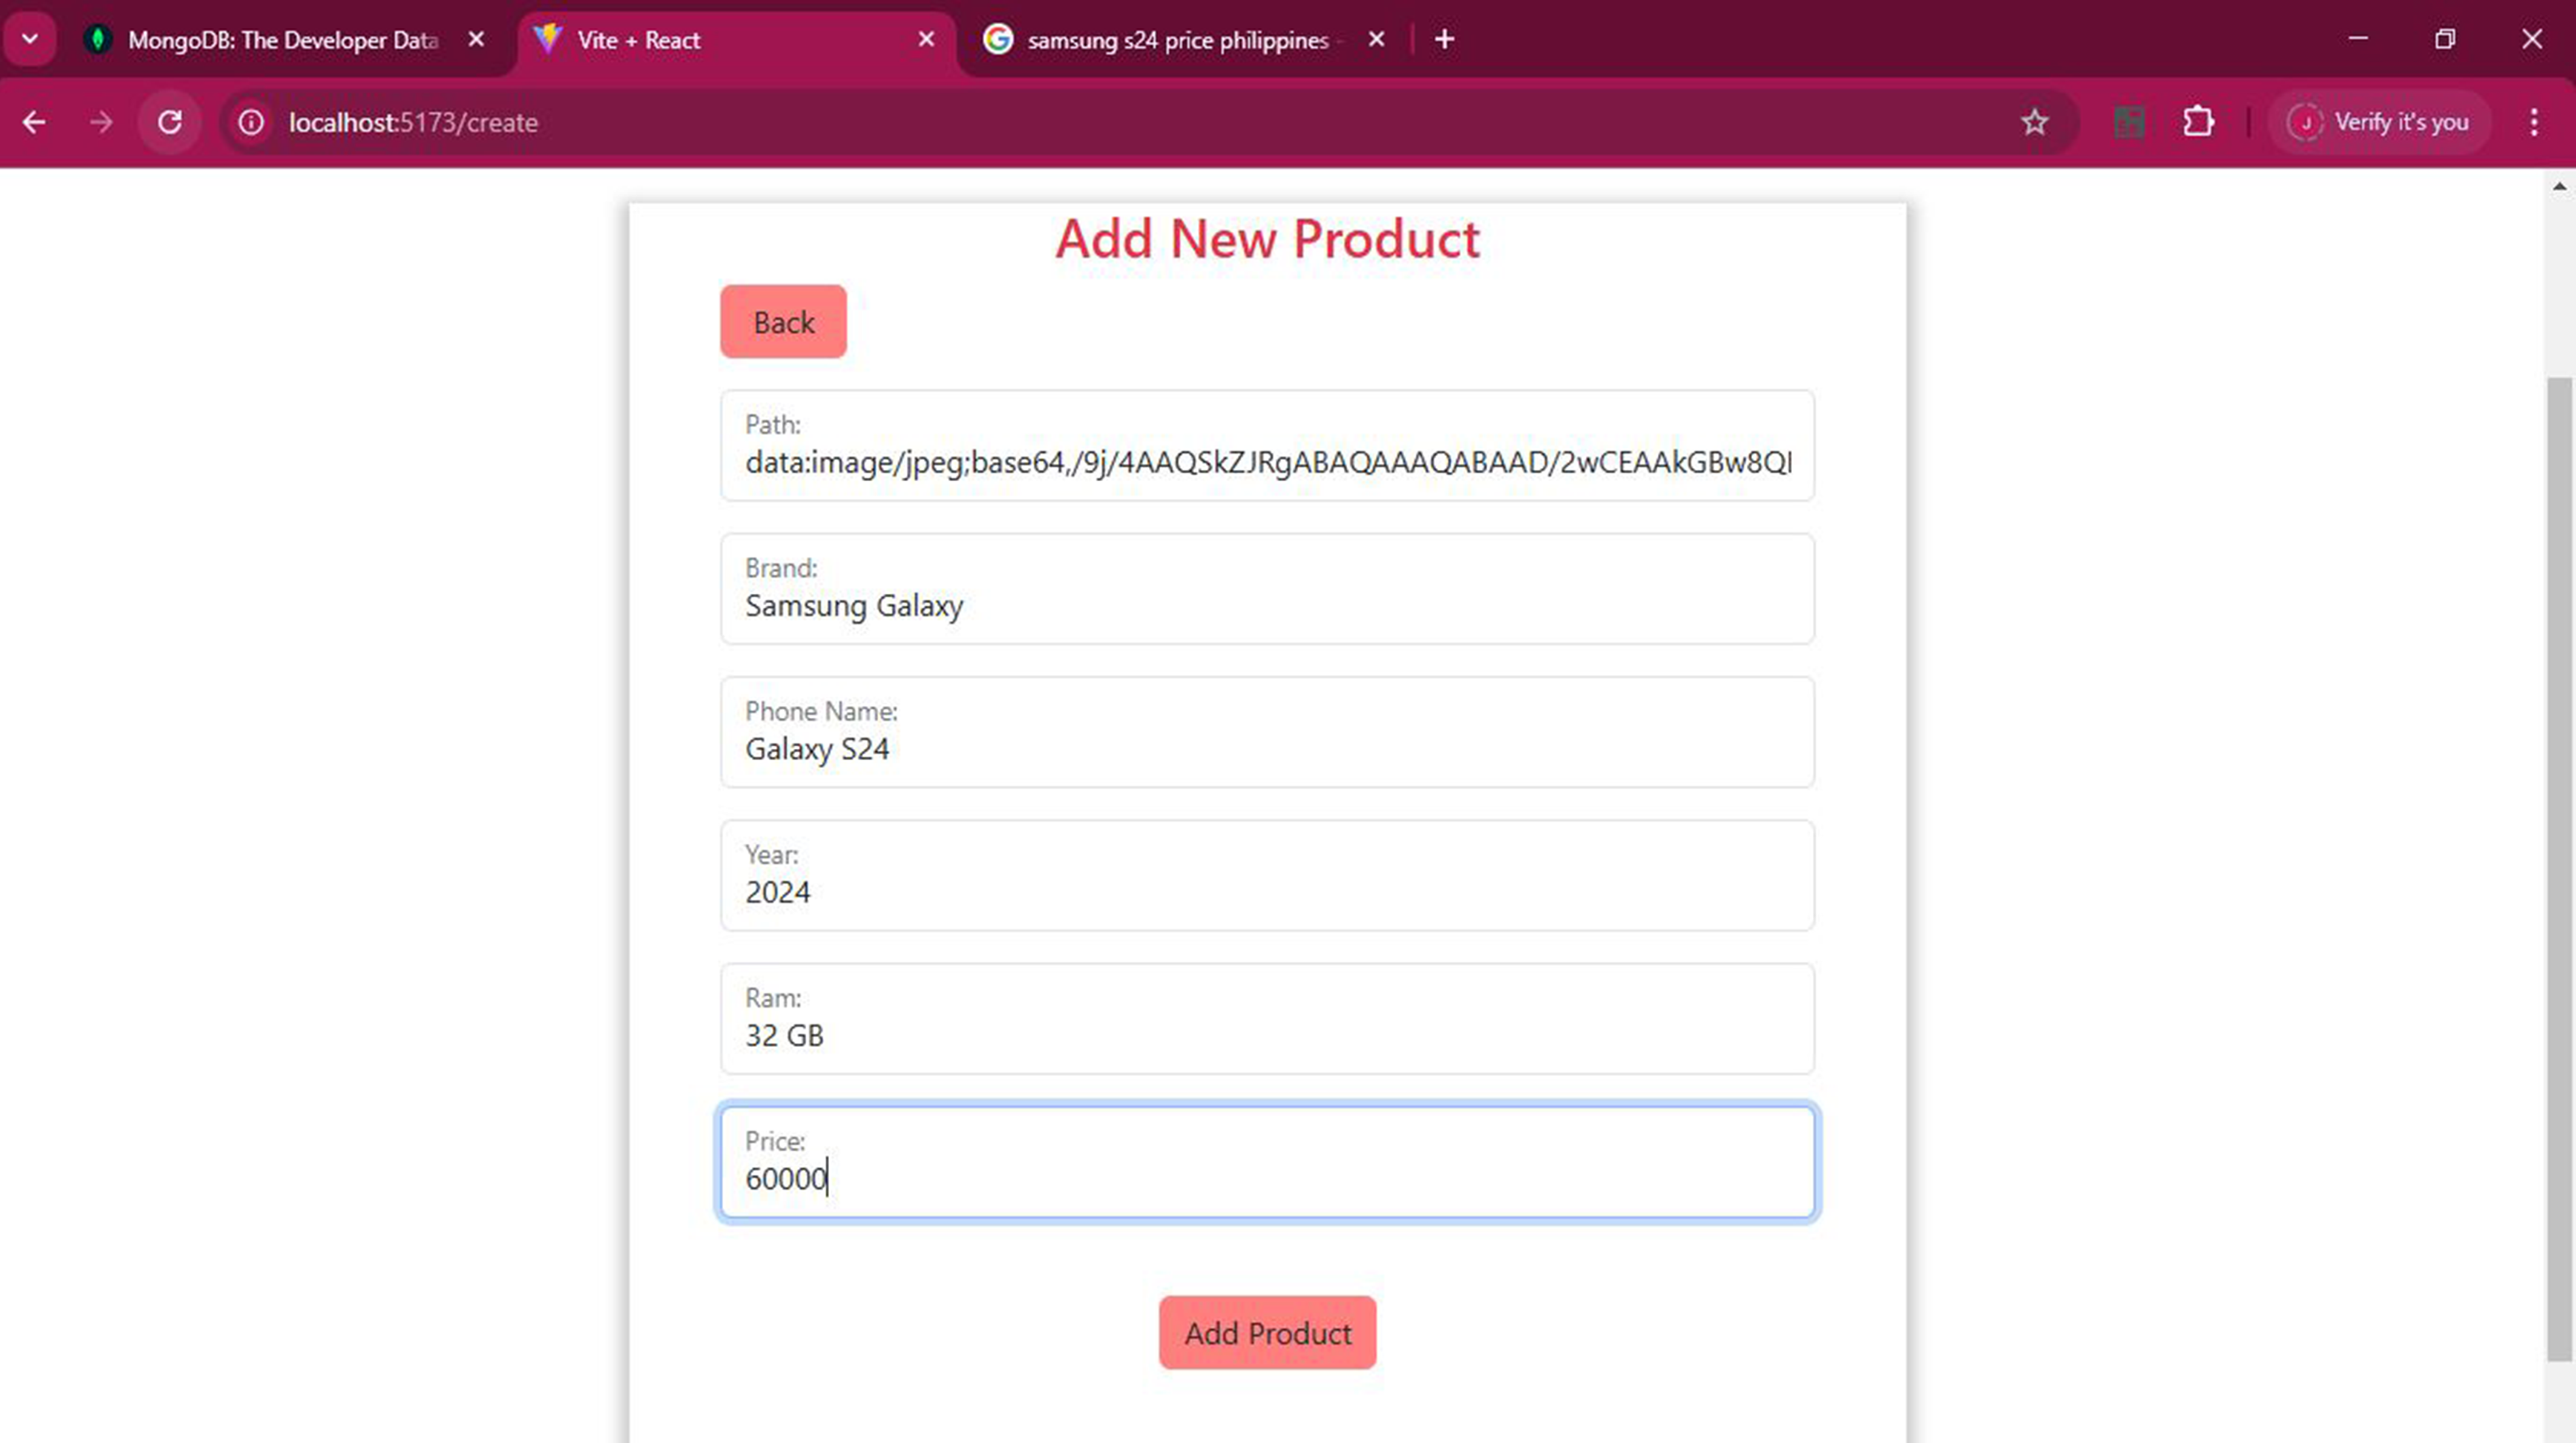 MongoDB: The Developer Data
Vite + React
samsung s24 price philippines -
localhost:5173/create
J
Verify it's you
Add New Product
Back
Path:
data:image/jpeg;base64,/9j/4AAQSkZJRgABAQAAAQABAAD/2wCEAAkGBw8QI
Brand:
Samsung Galaxy
Phone Name:
Galaxy S24
Year:
2024
Ram:
32 GB
Price:
60000
Add Product